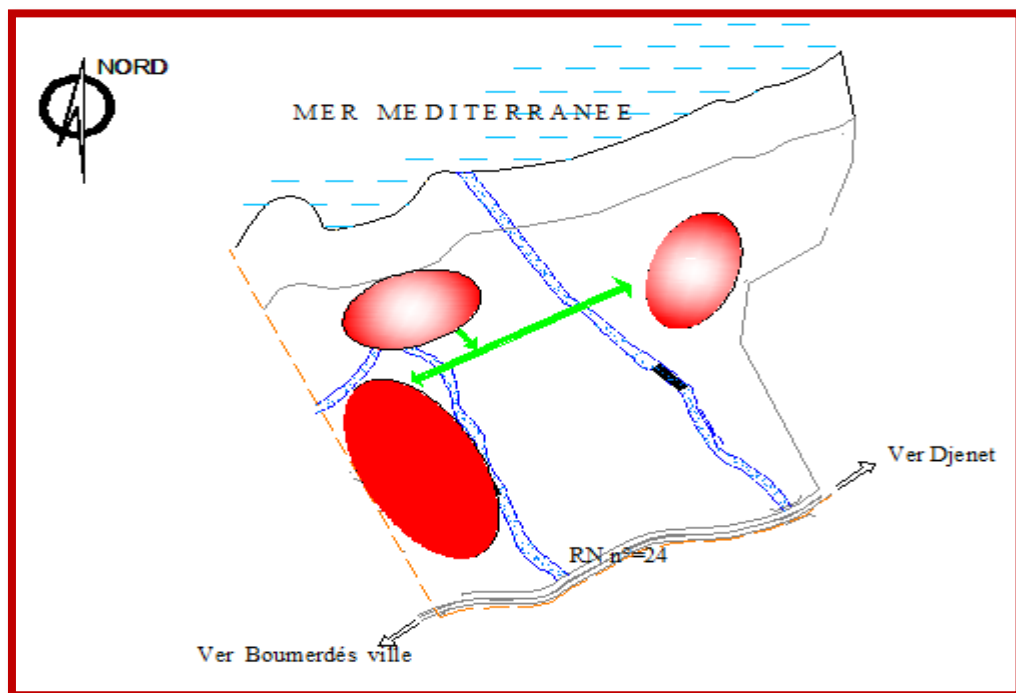 NORD
MER MEDITERRANEE
Ver Djenet
RN n°=24
Ver Boumerdés ville